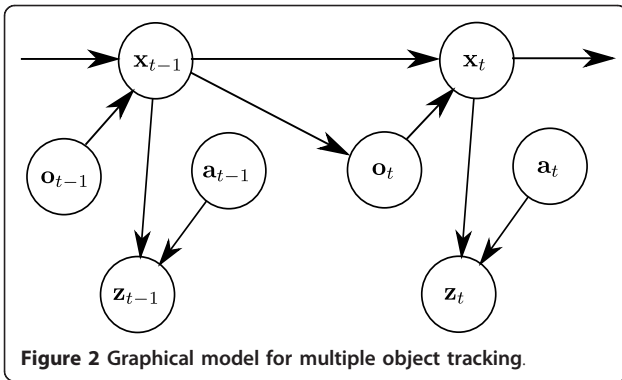 x_{t−1}
x_t
o_{t−1}
a_{t−1}
o_t
a_t
z_{t−1}
z_t
Figure 2 Graphical model for multiple object tracking.